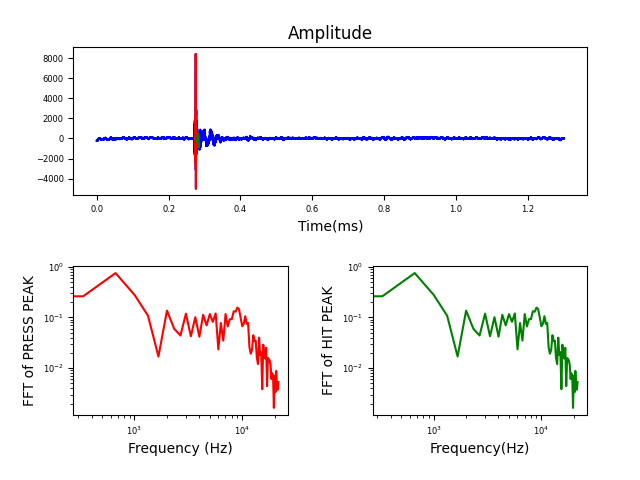 Amplitude
8000
6000
4000
2000
0
−2000
−4000
0.0 0.2 0.4 0.6 0.8 1.0 1.2
Time(ms)
FFT of PRESS PEAK
10⁰
10⁻¹
10⁻²
10³ 10⁴
Frequency (Hz)
FFT of HIT PEAK
10⁰
10⁻¹
10⁻²
10³ 10⁴
Frequency(Hz)